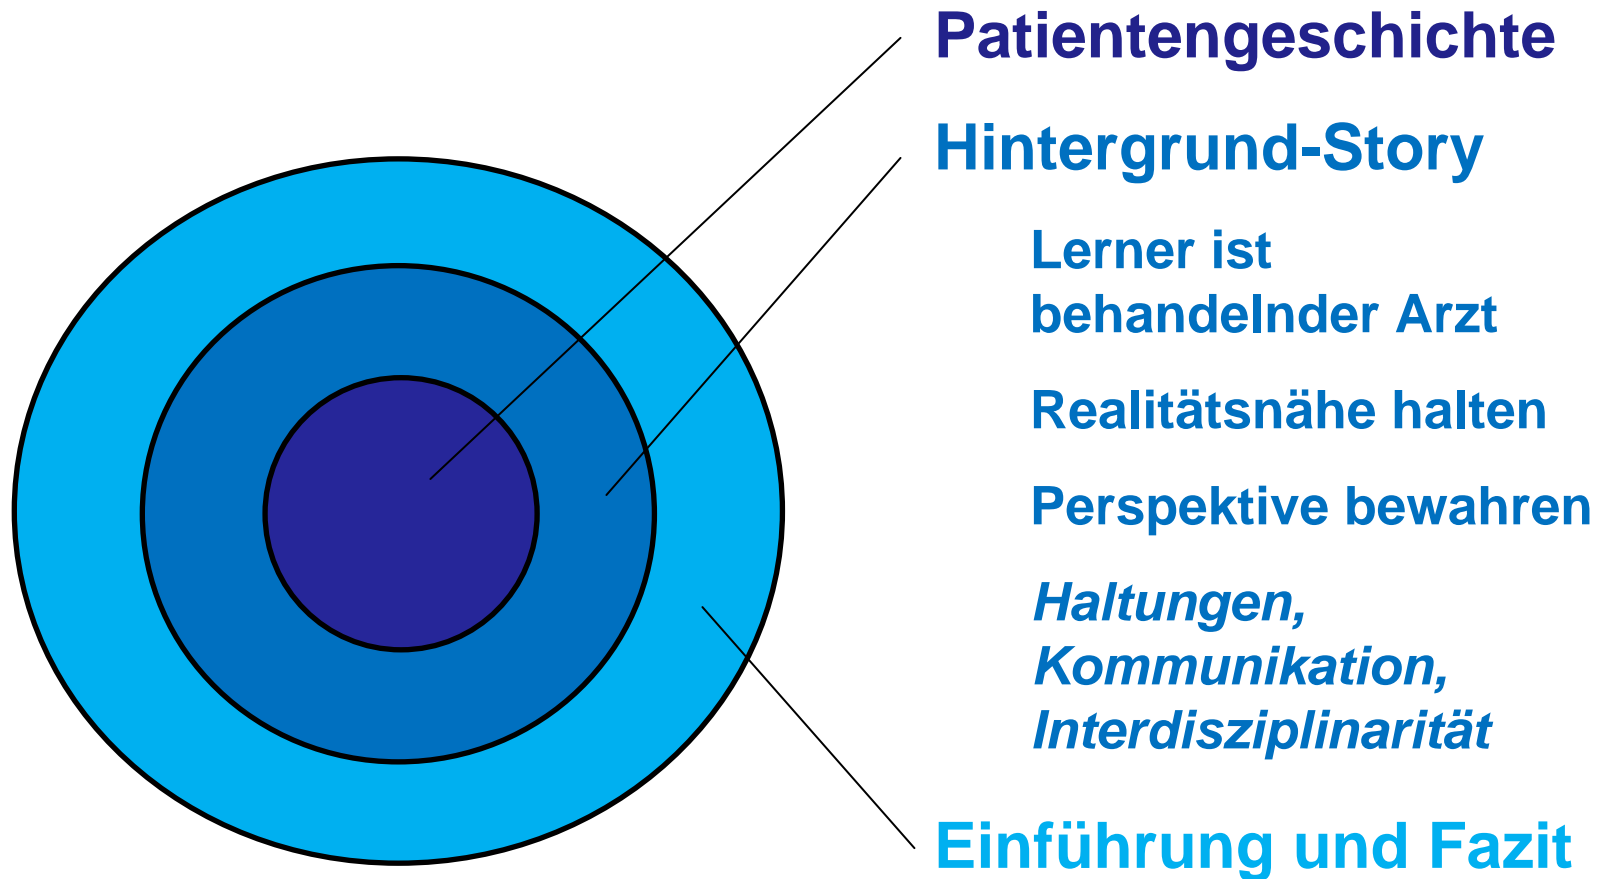 Patientengeschichte
Hintergrund-Story
Lerner ist
behandelnder Arzt
Realitätsnähe halten
Perspektive bewahren
Haltungen,
Kommunikation,
Interdisziplinarität
Einführung und Fazit